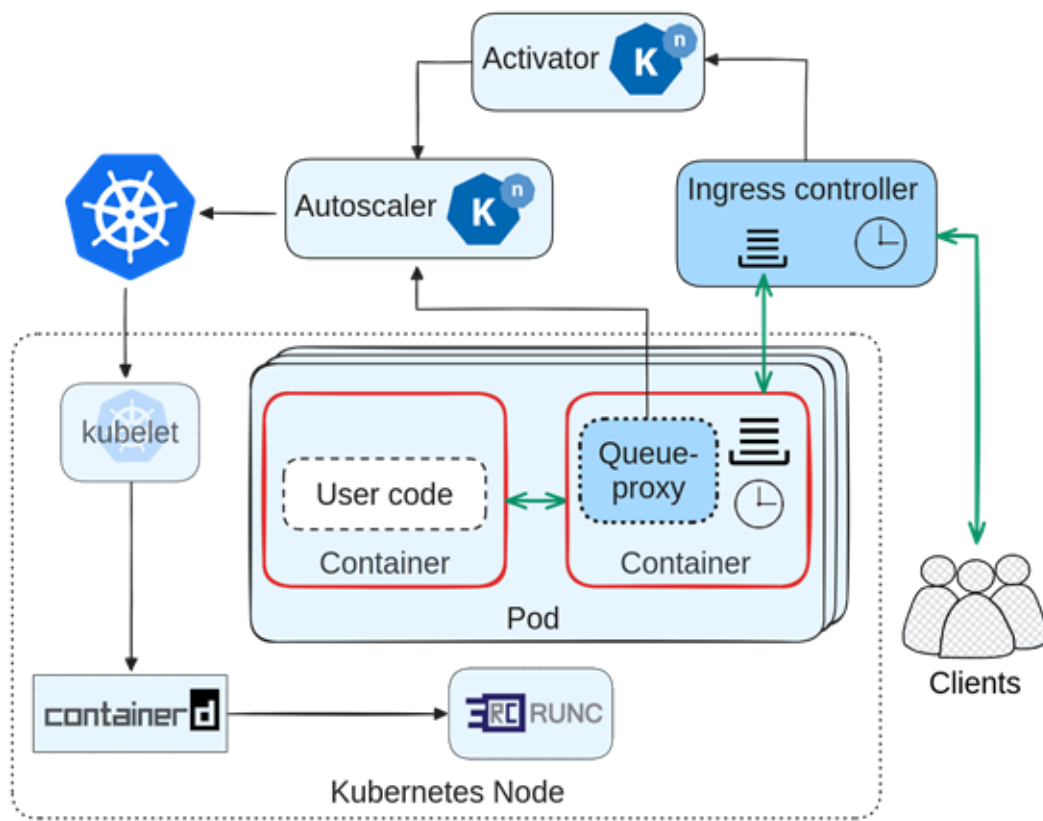 Activator
K
n
Autoscaler
K
n
Ingress controller
kubelet
User code
Container
Queue-
proxy
Container
Pod
Clients
containerd
RC RUNC
Kubernetes Node